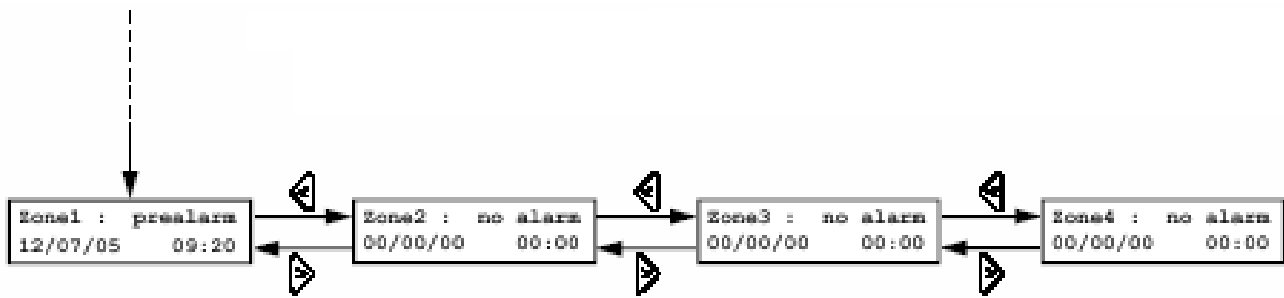 Zone1 : prealarm
12/07/05 09:20
Zone2 : no alarm
00/00/00 00:00
Zone3 : no alarm
00/00/00 00:00
Zone4 : no alarm
00/00/00 00:00